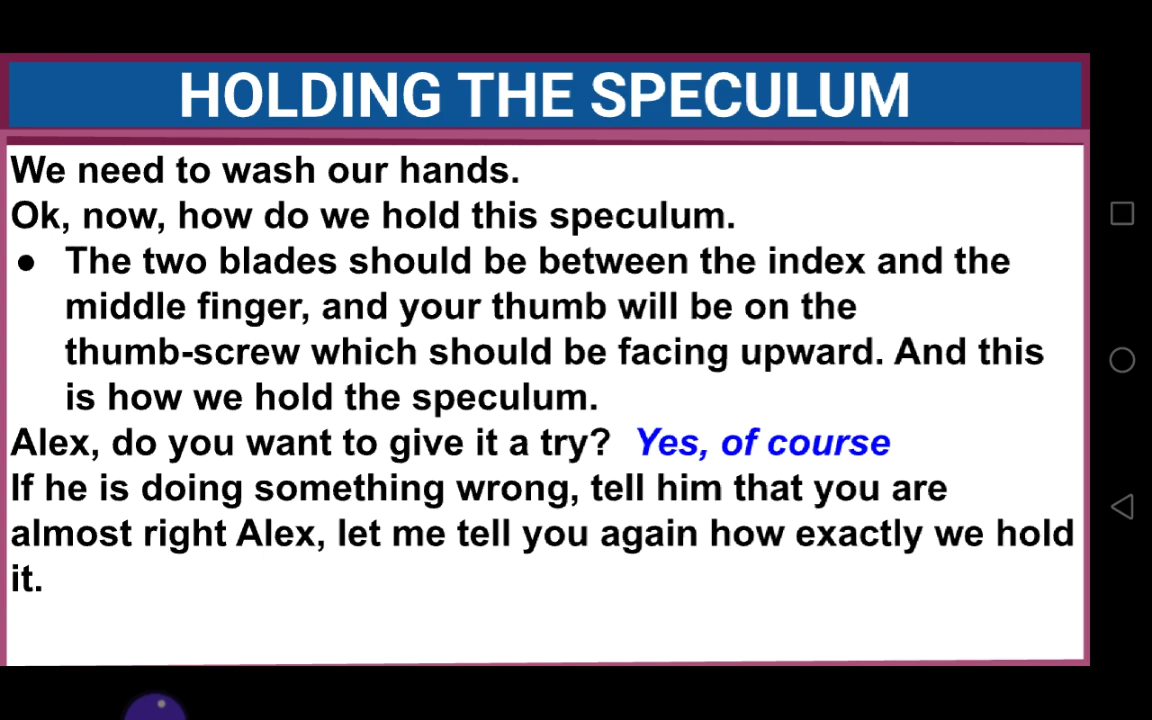 HOLDING THE SPECULUM
We need to wash our hands.
Ok, now, how do we hold this speculum.
● The two blades should be between the index and the
middle finger, and your thumb will be on the
thumb-screw which should be facing upward. And this
is how we hold the speculum.
Alex, do you want to give it a try? Yes, of course
If he is doing something wrong, tell him that you are
almost right Alex, let me tell you again how exactly we hold
it.